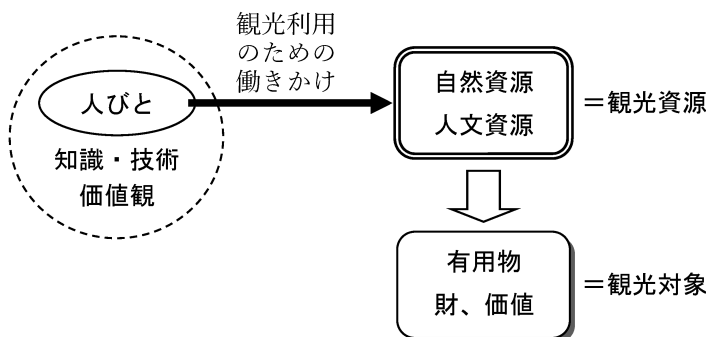 観光利用
のための
働きかけ
人びと
知識・技術
価値観
自然資源
人文資源
＝観光資源
有用物
財、価値
＝観光対象